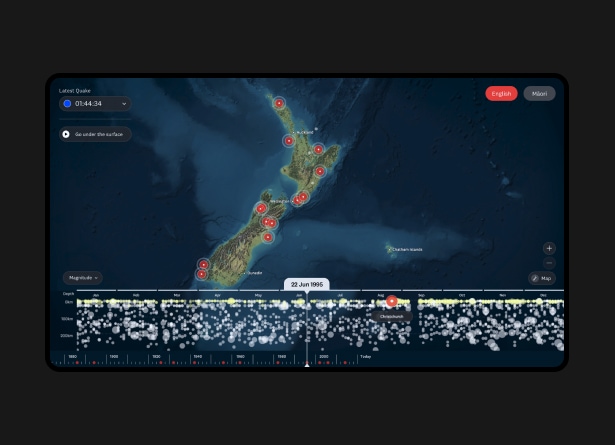 Latest Quake
01:44:34
Go under the surface
English
Māori
Auckland
Wellington
Chatham Islands
Dunedin
Magnitude
Map
22 Jun 1995
Depth
Jan
Feb
Mar
Apr
May
Jun
Jul
Aug
Sep
Oct
Nov
Dec
0km
Christchurch
1880
1900
1920
1940
1960
1980
2000
Today